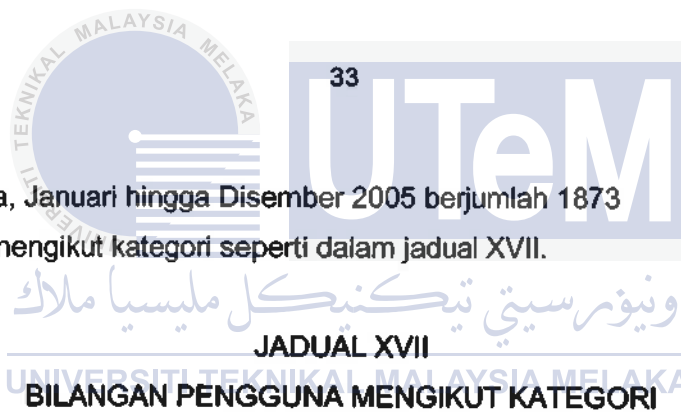 33
UTeM
TEKNIKAL MALAYSIA MELAKA
a, Januari hingga Disember 2005 berjumlah 1873
mengikut kategori seperti dalam jadual XVII.
اونيۏرسيتي تيكنيكل مليسيا ملاك
JADUAL XVII
UNIVERSITI TEKNIKAL MALAYSIA MELAKA
BILANGAN PENGGUNA MENGIKUT KATEGORI